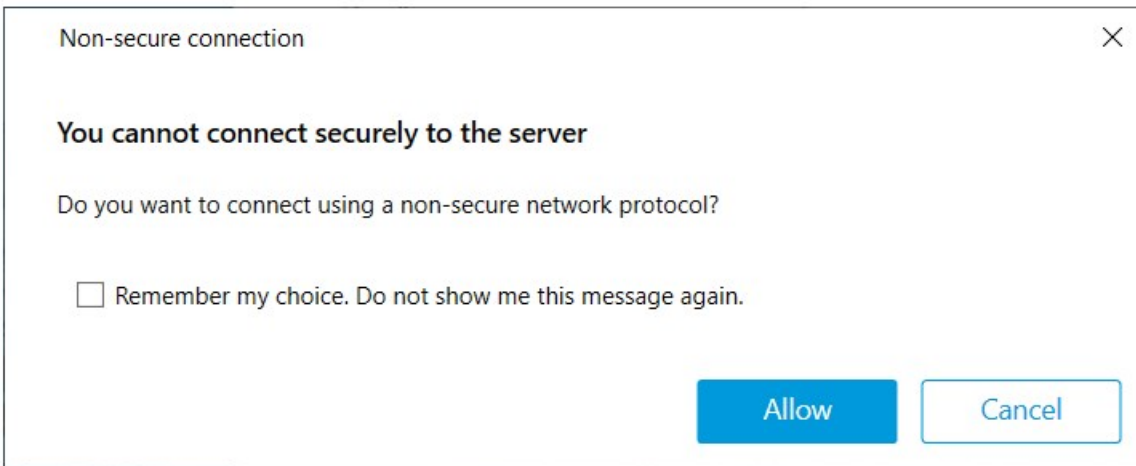 Non-secure connection
You cannot connect securely to the server
Do you want to connect using a non-secure network protocol?
Remember my choice. Do not show me this message again.
Allow
Cancel